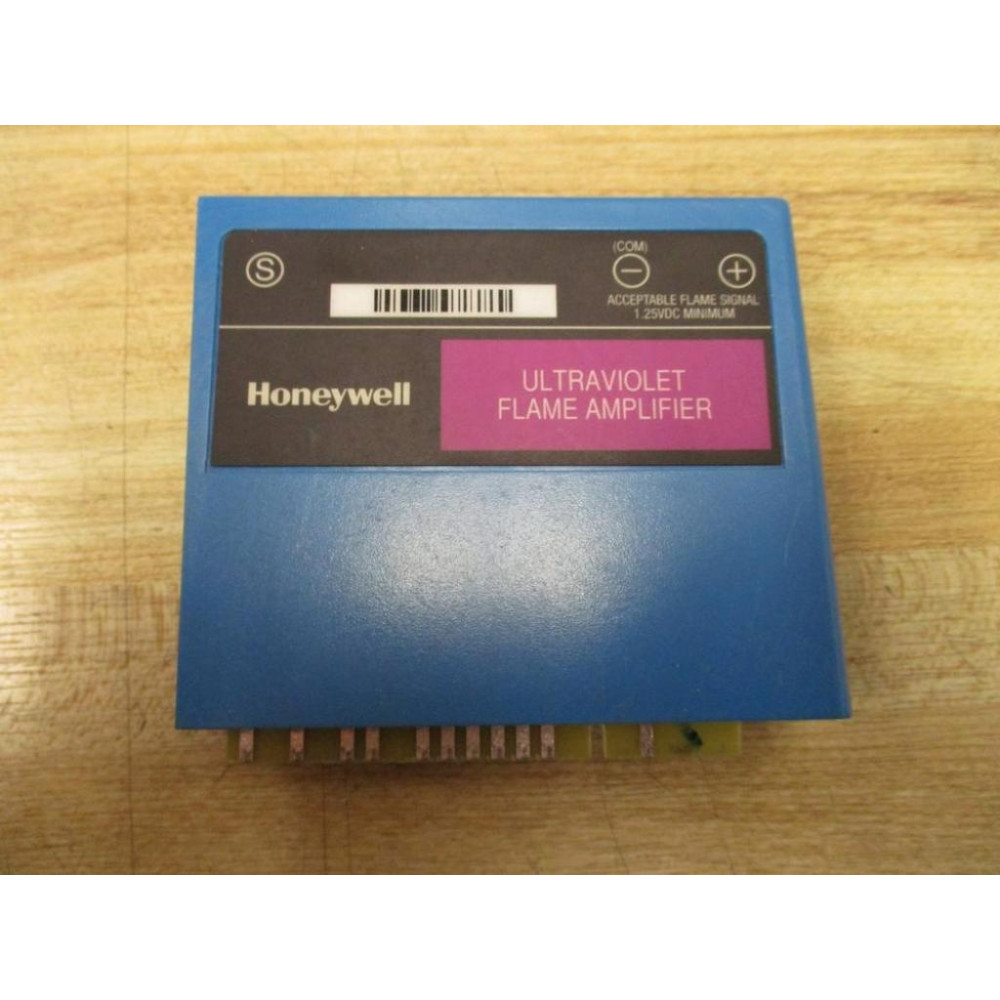 S
(COM)
− +
ACCEPTABLE FLAME SIGNAL
1.25VDC MINIMUM
Honeywell
ULTRAVIOLET
FLAME AMPLIFIER